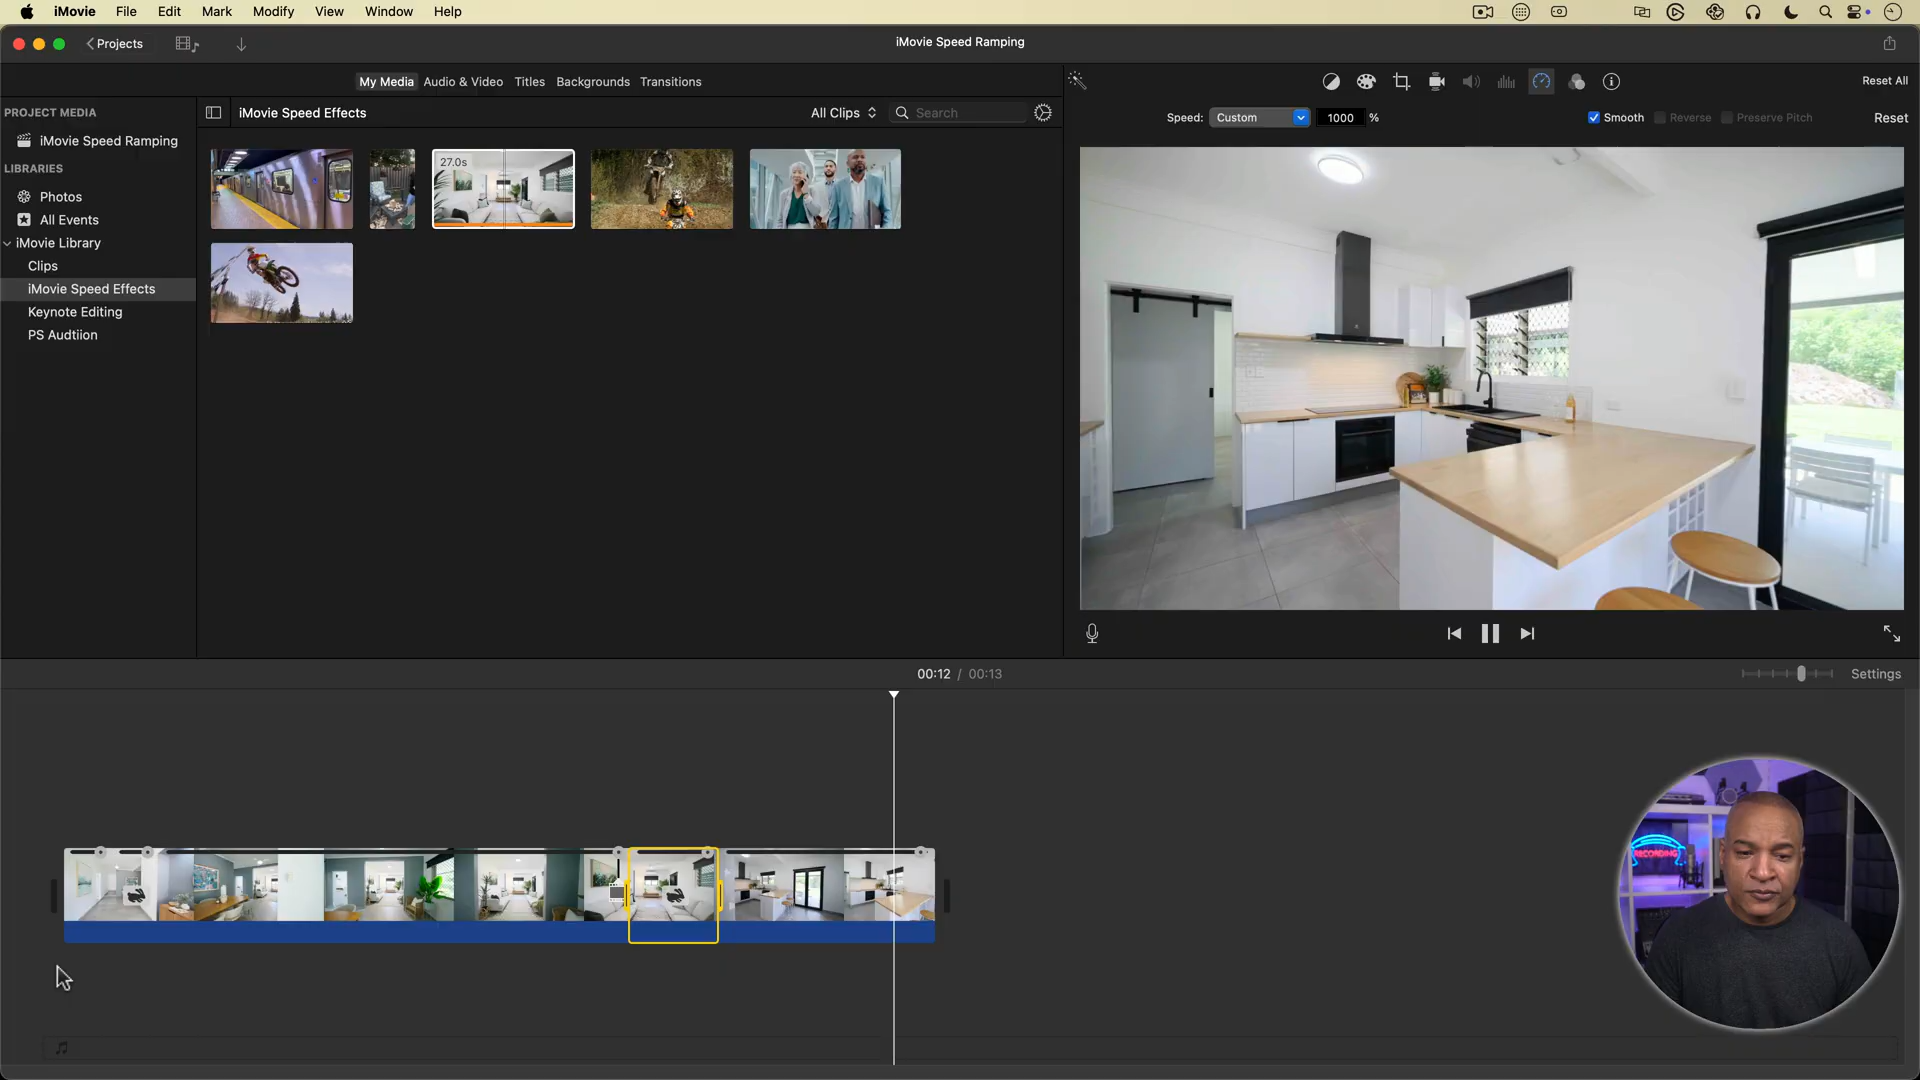 iMovie File Edit Mark Modify View Window Help
Projects
iMovie Speed Ramping
My Media Audio & Video Titles Backgrounds Transitions
Reset All
PROJECT MEDIA
iMovie Speed Ramping
LIBRARIES
Photos
All Events
iMovie Library
Clips
iMovie Speed Effects
Keynote Editing
PS Audtiion
iMovie Speed Effects
All Clips
Search
27.0s
Speed: Custom 1000 %
Smooth Reverse Preserve Pitch Reset
00:12 / 00:13
Settings
RECORDING